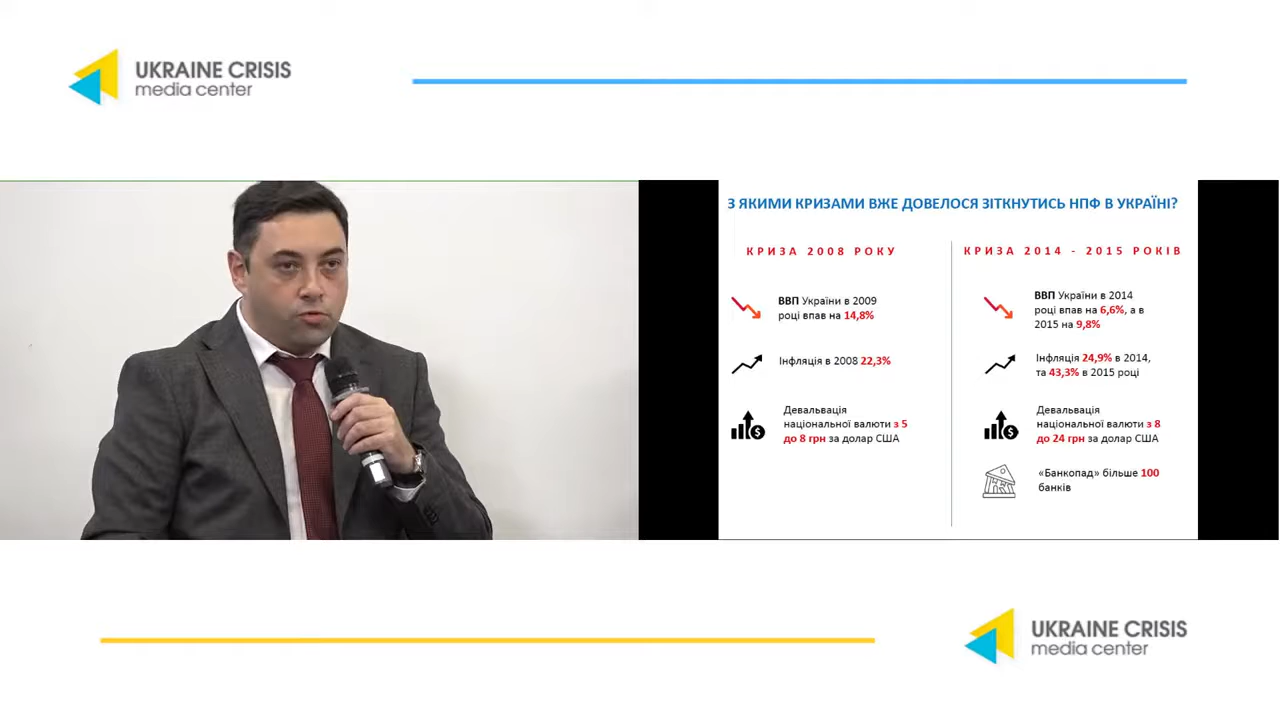 UKRAINE CRISIS
media center
З ЯКИМИ КРИЗАМИ ВЖЕ ДОВЕЛОСЯ ЗІТКНУТИСЬ НПФ В УКРАЇНІ?
КРИЗА 2008 РОКУ
ВВП України в 2009
році впав на 14,8%
Інфляція в 2008 22,3%
Девальвація
національної валюти з 5
до 8 грн за долар США
КРИЗА 2014 - 2015 РОКІВ
ВВП України в 2014
році впав на 6,6%, а в
2015 на 9,8%
Інфляція 24,9% в 2014,
та 43,3% в 2015 році
Девальвація
національної валюти з 8
до 24 грн за долар США
«Банкопад» більше 100
банків
UKRAINE CRISIS
media center